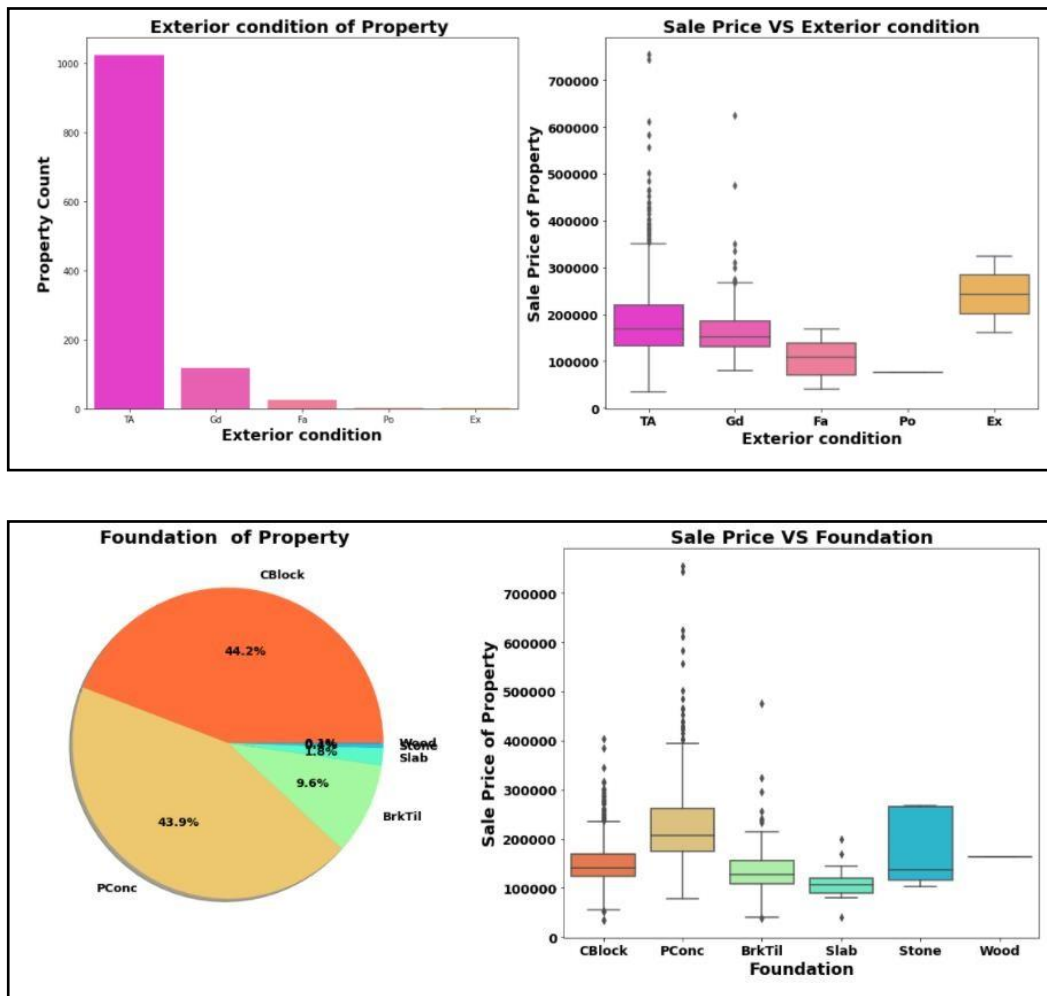 Exterior condition of Property
Property Count
1000
800
600
400
200
0
TA Gd Fa Po Ex
Exterior condition
Sale Price VS Exterior condition
Sale Price of Property
700000
600000
500000
400000
300000
200000
100000
0
TA Gd Fa Po Ex
Exterior condition
Foundation of Property
CBlock
44.2%
Wood
Stone
1.8%
Slab
9.6%
BrkTil
43.9%
PConc
Sale Price VS Foundation
Sale Price of Property
700000
600000
500000
400000
300000
200000
100000
0
CBlock PConc BrkTil Slab Stone Wood
Foundation